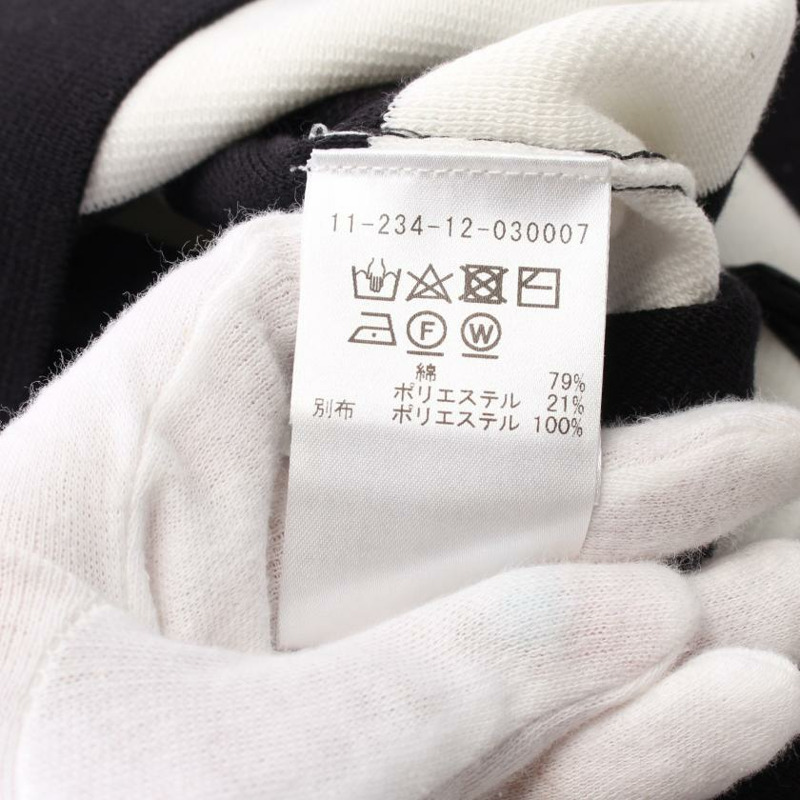 11-234-12-030007
F W
綿 79%
ポリエステル 21%
別布 ポリエステル 100%